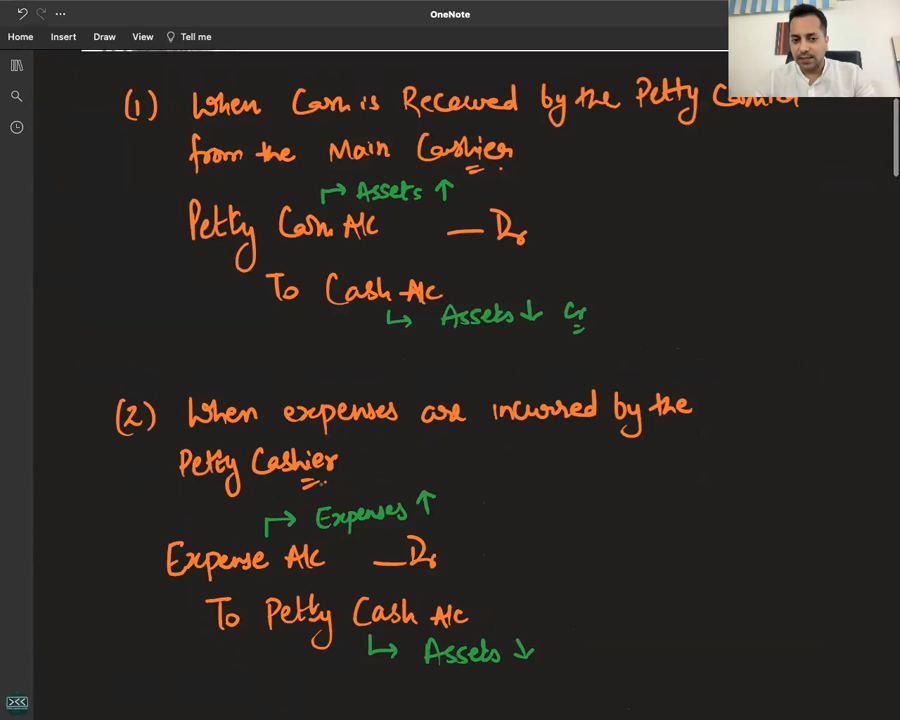 OneNote
Home Insert Draw View Tell me
(1) When Cash is Received by the Petty Cashier
from the Main Cashier
↱ Assets ↑
Petty Cash A/c — Dr
To Cash A/c
↳ Assets ↓ Cr
(2) When expenses are incurred by the
Petty Cashier
↱ Expenses ↑
Expense A/c — Dr
To Petty Cash A/c
↳ Assets ↓